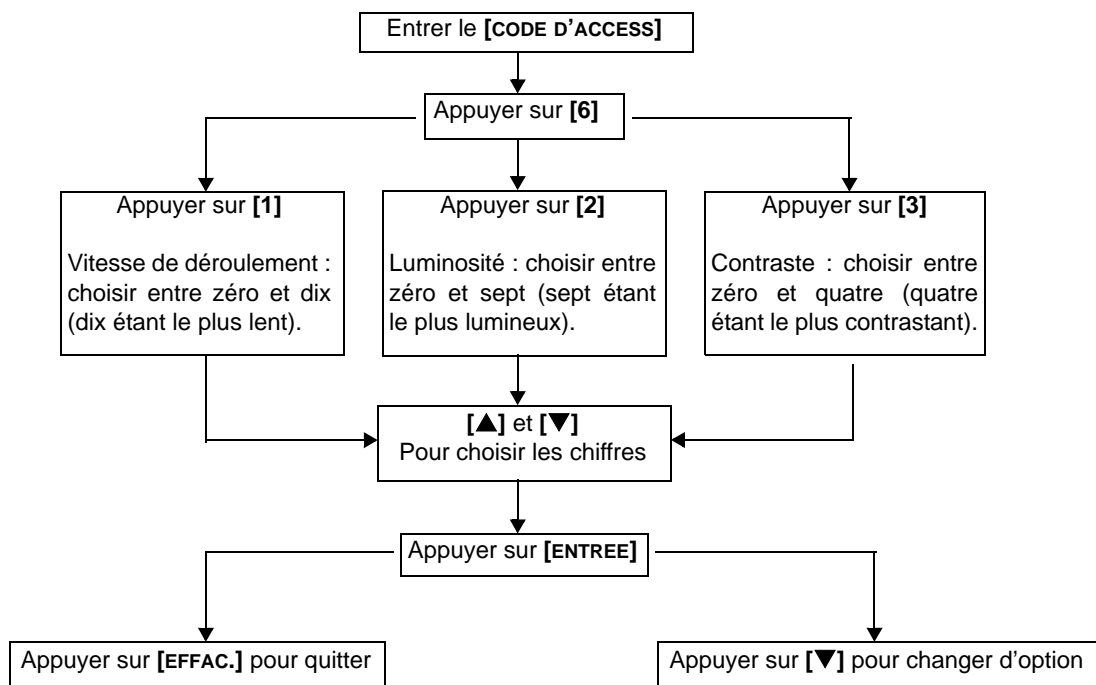 Entrer le [CODE D'ACCESS]
Appuyer sur [6]
Appuyer sur [1]
Vitesse de déroulement :
choisir entre zéro et dix
(dix étant le plus lent).
Appuyer sur [2]
Luminosité : choisir entre
zéro et sept (sept étant
le plus lumineux).
Appuyer sur [3]
Contraste : choisir entre
zéro et quatre (quatre
étant le plus contrastant).
[▲] et [▼]
Pour choisir les chiffres
Appuyer sur [ENTREE]
Appuyer sur [EFFAC.] pour quitter
Appuyer sur [▼] pour changer d'option